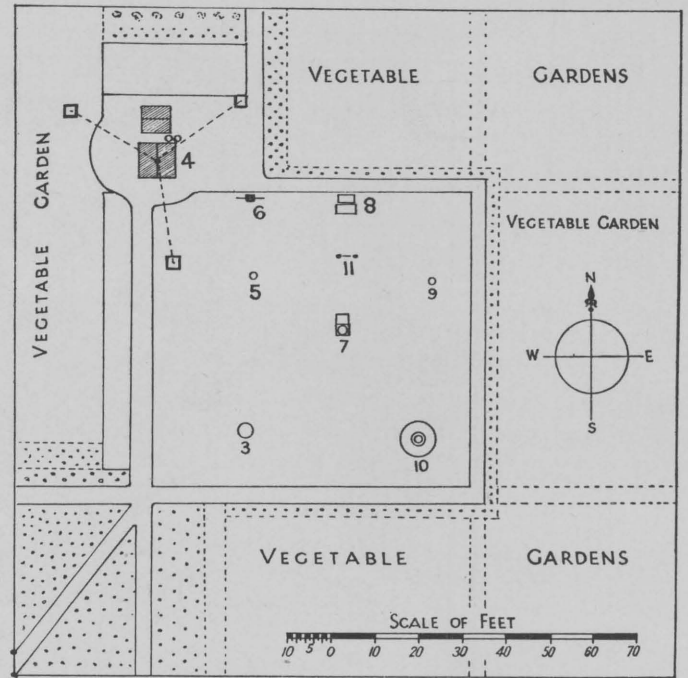 VEGETABLE GARDENS
VEGETABLE GARDEN
4
6
8
VEGETABLE GARDEN
11
5
9
N
7
W E
S
3
10
VEGETABLE GARDENS
SCALE OF FEET
10 5 0 10 20 30 40 50 60 70